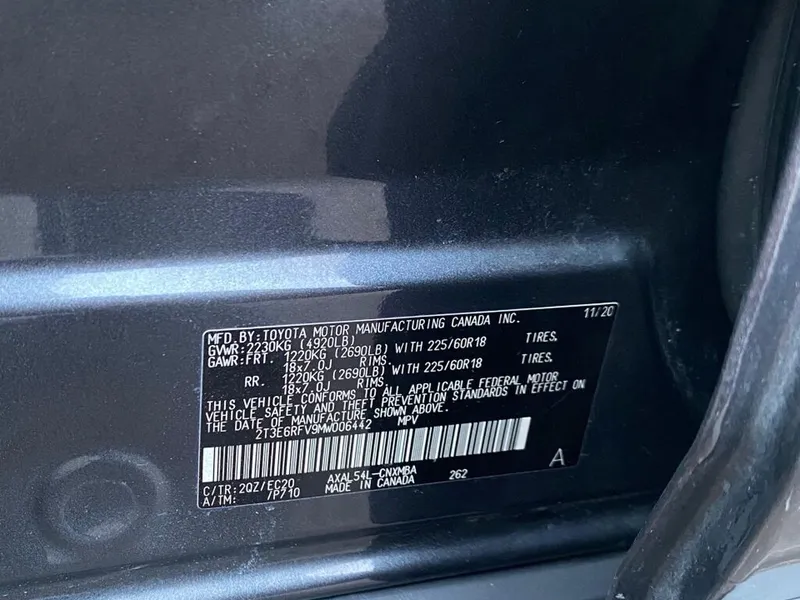 MFD.BY:TOYOTA MOTOR MANUFACTURING CANADA INC. 11/20
GVWR:2230KG (4920LB)
GAWR:FRT. 1220KG (2690LB) WITH 225/60R18 TIRES.
18x7.0J RIMS.
RR. 1220KG (2690LB) WITH 225/60R18 TIRES.
18x7.0J RIMS.
THIS VEHICLE CONFORMS TO ALL APPLICABLE FEDERAL MOTOR
VEHICLE SAFETY AND THEFT PREVENTION STANDARDS IN EFFECT ON
THE DATE OF MANUFACTURE SHOWN ABOVE.
2T3E6RFV9MW006442 MPV
C/TR:2QZ/EC20 AXAL54L-CNXMBA 262 A
A/TM: /P710 MADE IN CANADA